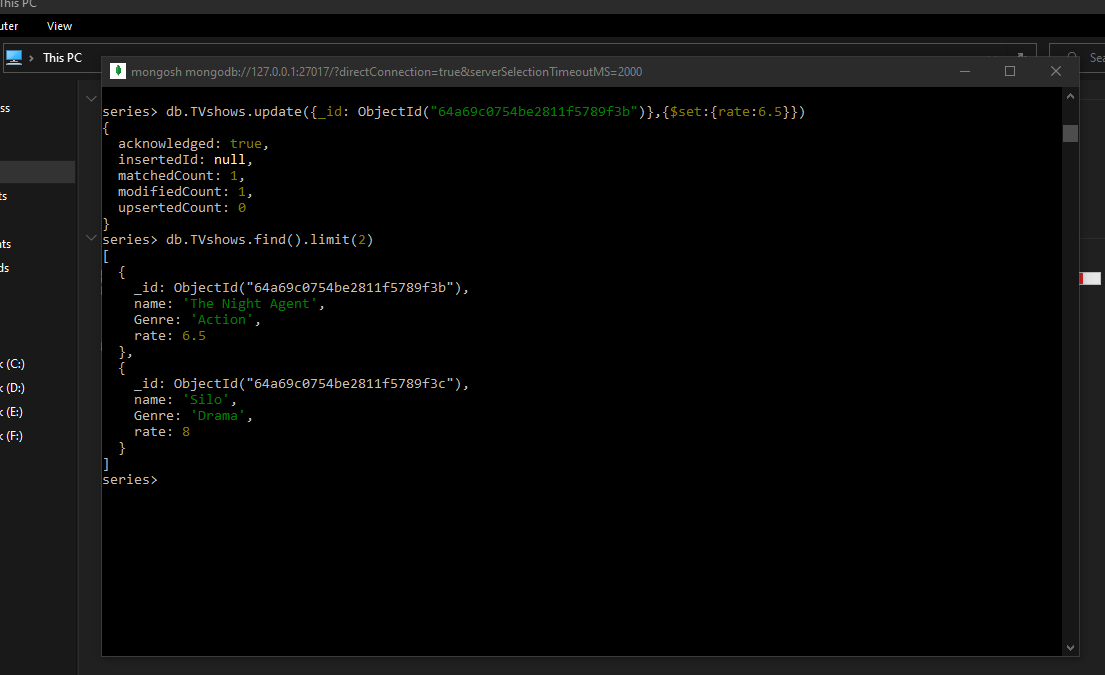 This PC
uter View
This PC
Sea
ss
ts
nts
ds
k (C:)
k (D:)
k (E:)
k (F:)
mongosh mongodb://127.0.0.1:27017/?directConnection=true&serverSelectionTimeoutMS=2000
series> db.TVshows.update({_id: ObjectId("64a69c0754be2811f5789f3b")},{$set:{rate:6.5}})
{
  acknowledged: true,
  insertedId: null,
  matchedCount: 1,
  modifiedCount: 1,
  upsertedCount: 0
}
series> db.TVshows.find().limit(2)
[
  {
    _id: ObjectId("64a69c0754be2811f5789f3b"),
    name: 'The Night Agent',
    Genre: 'Action',
    rate: 6.5
  },
  {
    _id: ObjectId("64a69c0754be2811f5789f3c"),
    name: 'Silo',
    Genre: 'Drama',
    rate: 8
  }
]
series>